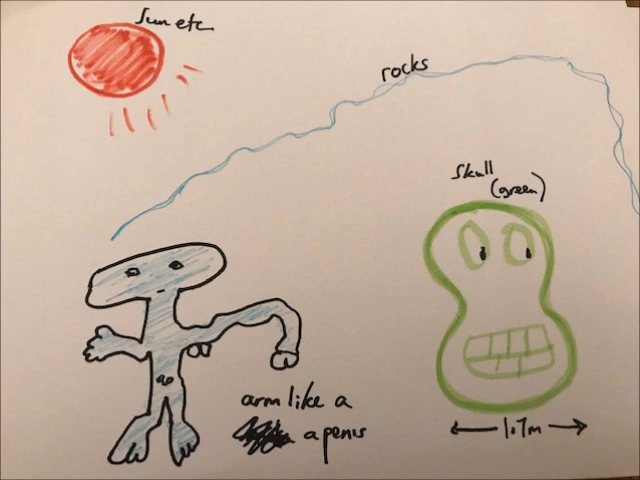 Sun etc
rocks
Skull
(green)
arm like a
a penis
1.7m